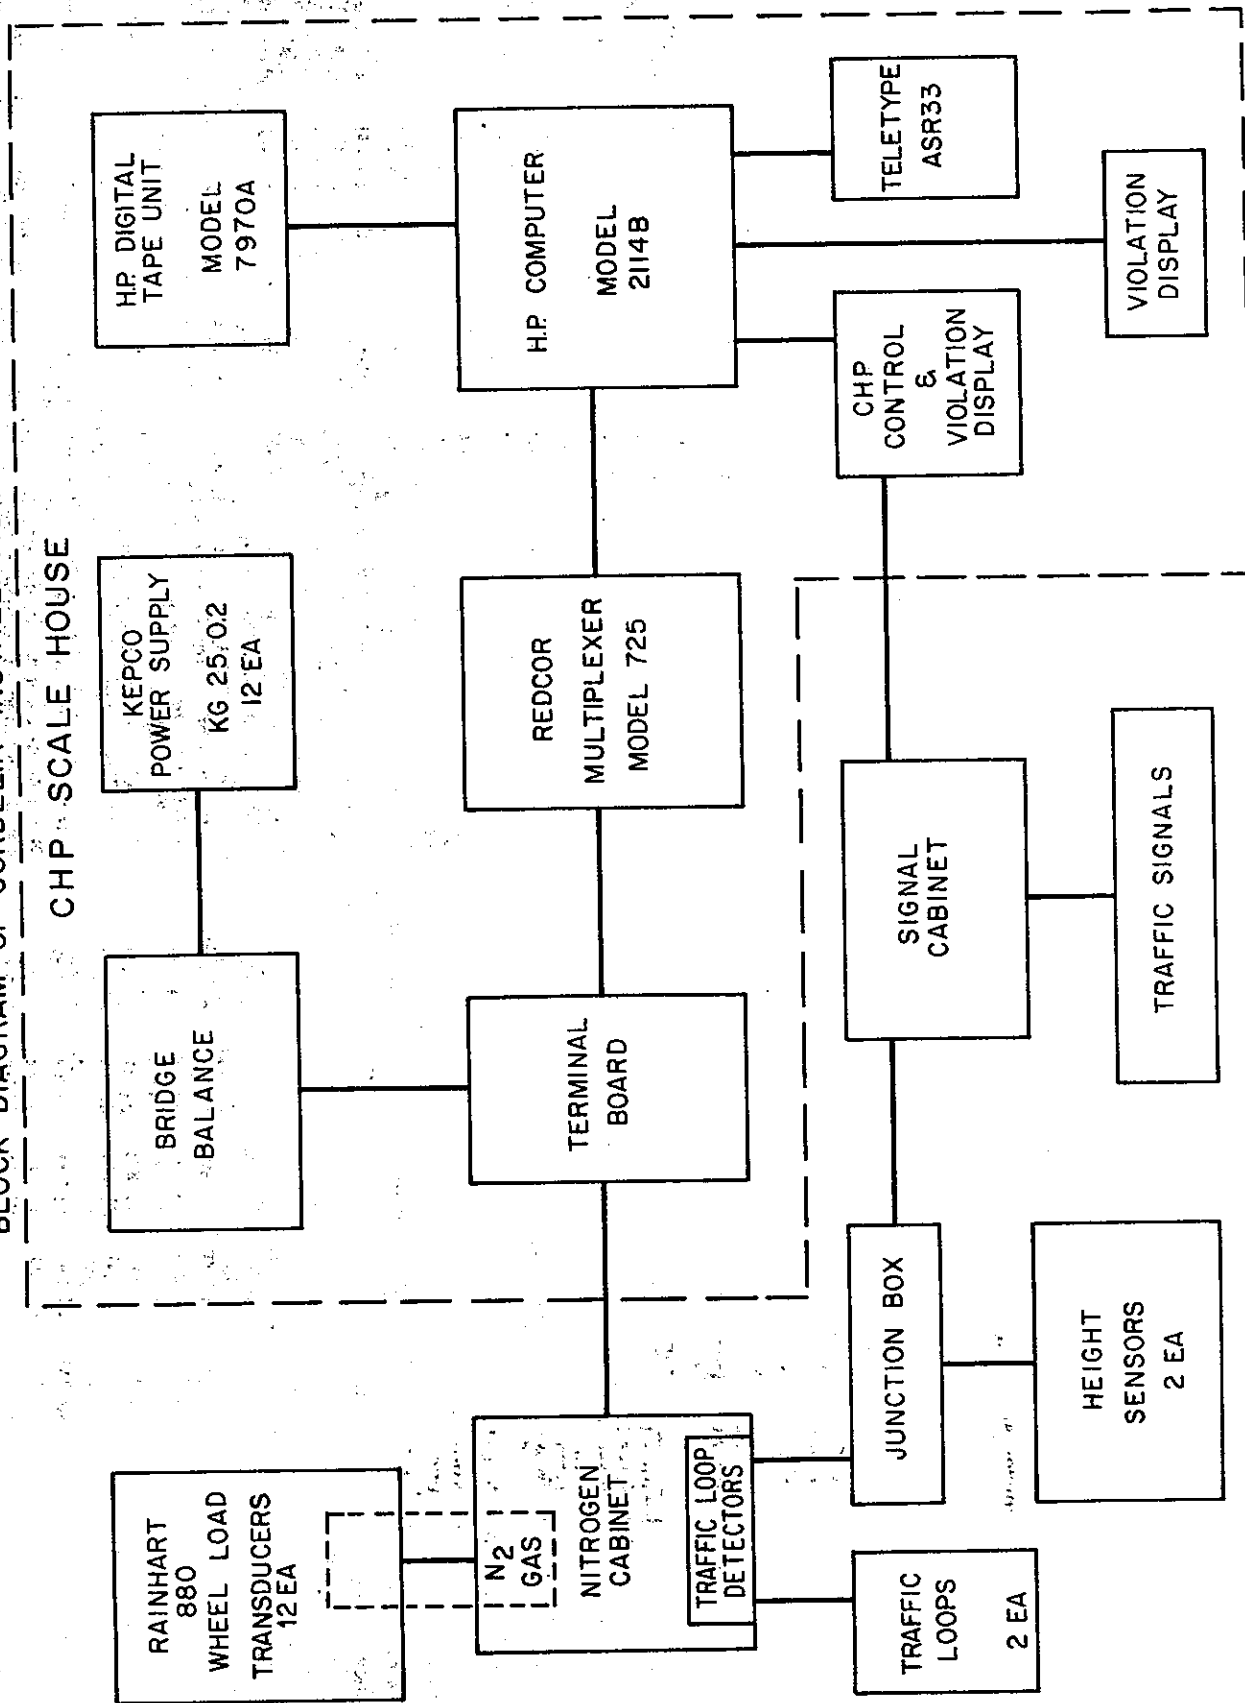 BLOCK DIAGRAM OF
CHP SCALE HOUSE
RAINHART
880
WHEEL LOAD
TRANSDUCERS
12 EA
BRIDGE
BALANCE
KEPCO
POWER SUPPLY
KG 25.0.2
12 EA
H.P. DIGITAL
TAPE UNIT
MODEL
7970A
N2
GAS
NITROGEN
CABINET
TRAFFIC LOOP
DETECTORS
TERMINAL
BOARD
REDCOR
MULTIPLEXER
MODEL 725
H.P. COMPUTER
MODEL
2114B
TRAFFIC
LOOPS
2 EA
JUNCTION BOX
HEIGHT
SENSORS
2 EA
SIGNAL
CABINET
TRAFFIC SIGNALS
CHP
CONTROL
&
VIOLATION
DISPLAY
TELETYPE
ASR33
VIOLATION
DISPLAY